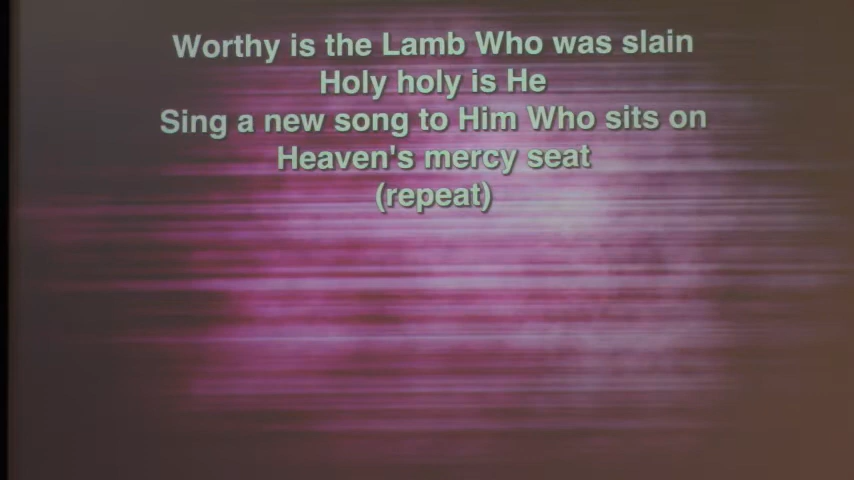 Worthy is the Lamb Who was slain
Holy holy is He
Sing a new song to Him Who sits on
Heaven's mercy seat
(repeat)